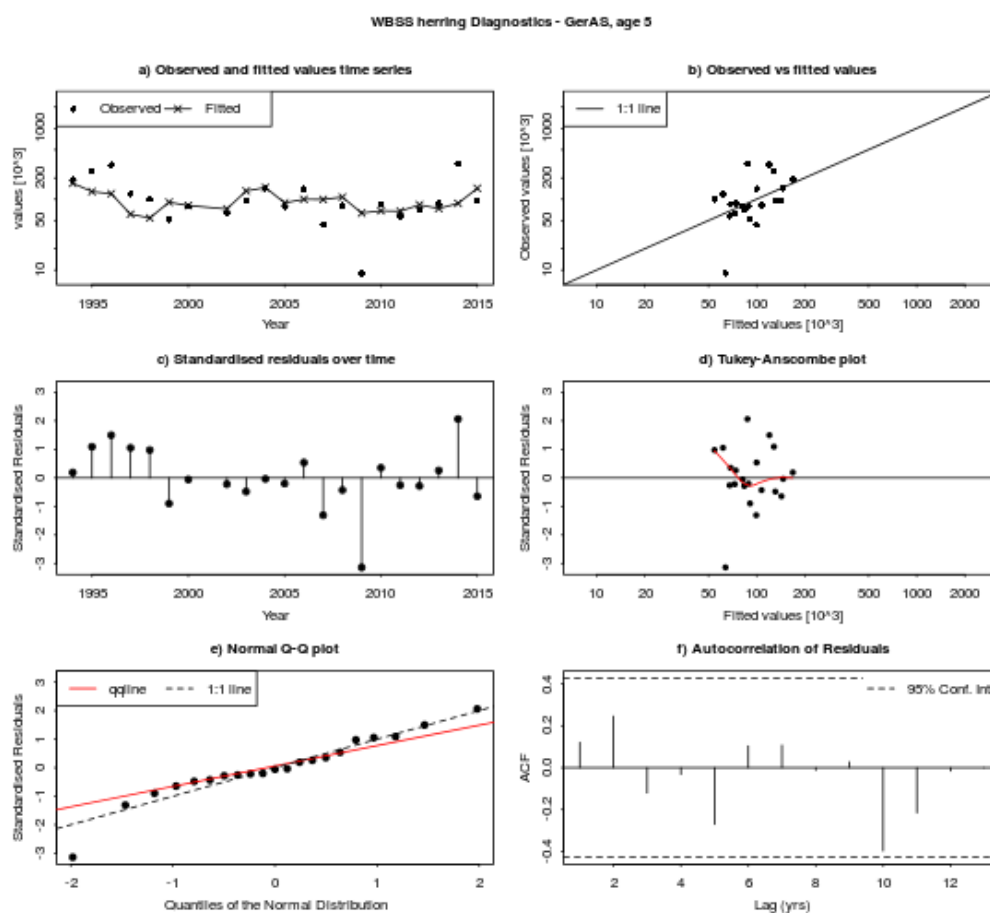 WBSS herring Diagnostics - GerAS, age 5
a) Observed and fitted values time series
Observed Fitted
values [10^3]
10 50 200 1000
1995 2000 2005 2010 2015
Year
b) Observed vs fitted values
1:1 line
Observed values [10^3]
10 50 200 1000
10 20 50 100 200 500 1000 2000
Fitted values [10^3]
c) Standardised residuals over time
Standardised Residuals
-3 -2 -1 0 1 2 3
1995 2000 2005 2010 2015
Year
d) Tukey-Anscombe plot
Standardised Residuals
-3 -2 -1 0 1 2 3
10 20 50 100 200 500 1000 2000
Fitted values [10^3]
e) Normal Q-Q plot
qqline 1:1 line
Standardised Residuals
-3 -2 -1 0 1 2 3
-2 -1 0 1 2
Quantiles of the Normal Distribution
f) Autocorrelation of Residuals
95% Conf. Int
ACF
-0.4 -0.2 0.0 0.2 0.4
2 4 6 8 10 12
Lag (yrs)